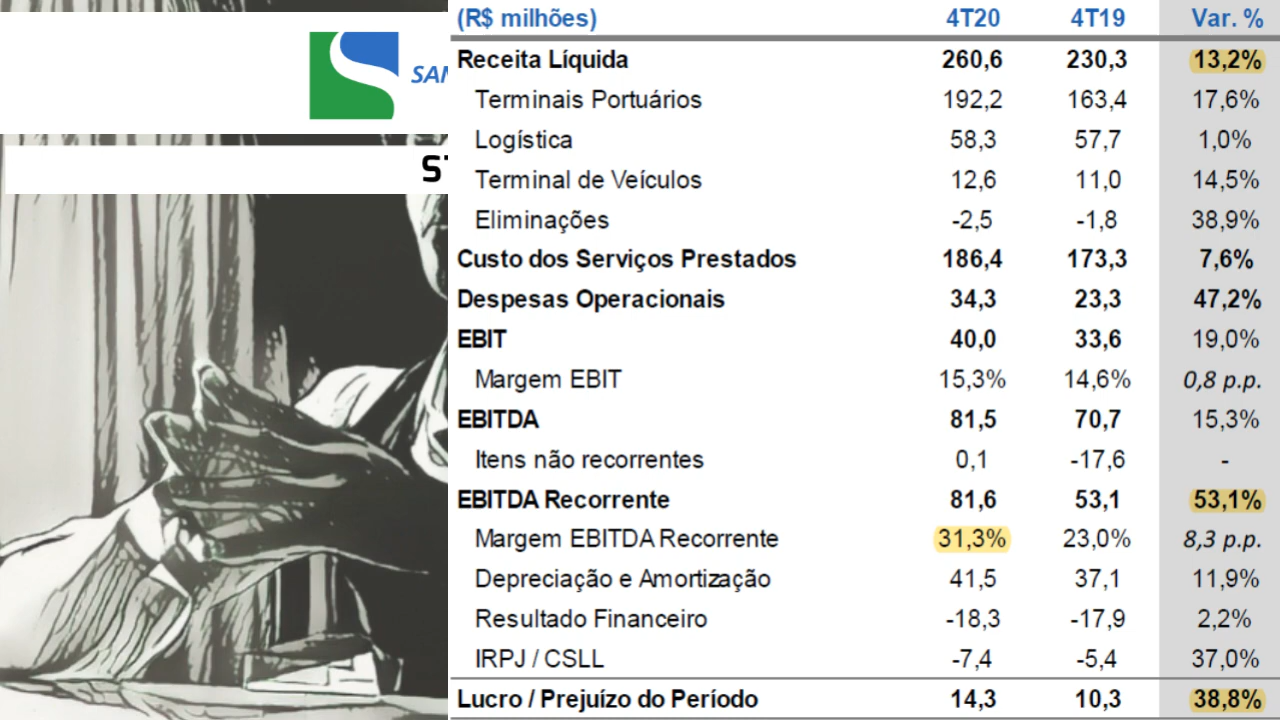 SAN
ST
(R$ milhões) 4T20 4T19 Var. %
Receita Líquida 260,6 230,3 13,2%
Terminais Portuários 192,2 163,4 17,6%
Logística 58,3 57,7 1,0%
Terminal de Veículos 12,6 11,0 14,5%
Eliminações -2,5 -1,8 38,9%
Custo dos Serviços Prestados 186,4 173,3 7,6%
Despesas Operacionais 34,3 23,3 47,2%
EBIT 40,0 33,6 19,0%
Margem EBIT 15,3% 14,6% 0,8 p.p.
EBITDA 81,5 70,7 15,3%
Itens não recorrentes 0,1 -17,6 -
EBITDA Recorrente 81,6 53,1 53,1%
Margem EBITDA Recorrente 31,3% 23,0% 8,3 p.p.
Depreciação e Amortização 41,5 37,1 11,9%
Resultado Financeiro -18,3 -17,9 2,2%
IRPJ / CSLL -7,4 -5,4 37,0%
Lucro / Prejuízo do Período 14,3 10,3 38,8%